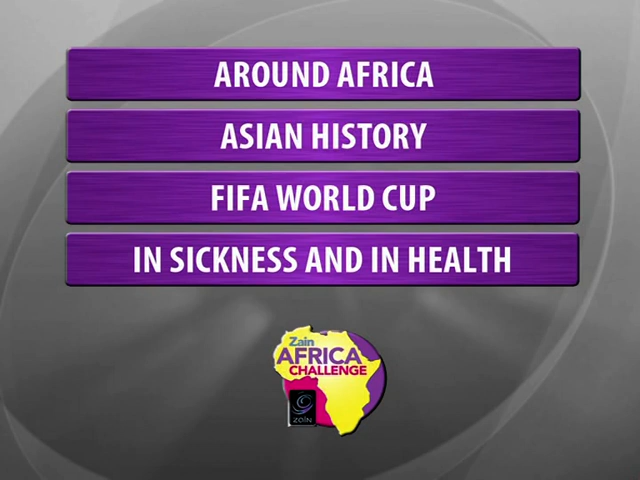 AROUND AFRICA
ASIAN HISTORY
FIFA WORLD CUP
IN SICKNESS AND IN HEALTH
Zain
AFRICA
CHALLENGE
ZAIN